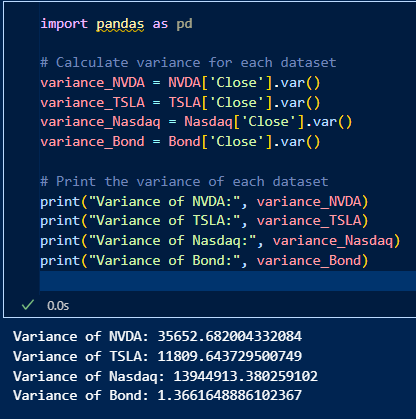 import pandas as pd
# Calculate variance for each dataset
variance_NVDA = NVDA['Close'].var()
variance_TSLA = TSLA['Close'].var()
variance_Nasdaq = Nasdaq['Close'].var()
variance_Bond = Bond['Close'].var()
# Print the variance of each dataset
print("Variance of NVDA:", variance_NVDA)
print("Variance of TSLA:", variance_TSLA)
print("Variance of Nasdaq:", variance_Nasdaq)
print("Variance of Bond:", variance_Bond)
0.0s
Variance of NVDA: 35652.682004332084
Variance of TSLA: 11809.643729500749
Variance of Nasdaq: 13944913.380259102
Variance of Bond: 1.3661648886102367